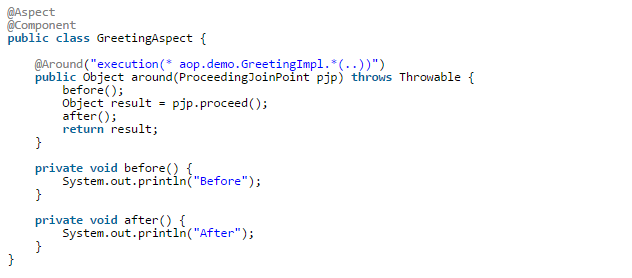 @Aspect
@Component
public class GreetingAspect {

    @Around("execution(* aop.demo.GreetingImpl.*(..))")
    public Object around(ProceedingJoinPoint pjp) throws Throwable {
        before();
        Object result = pjp.proceed();
        after();
        return result;
    }

    private void before() {
        System.out.println("Before");
    }

    private void after() {
        System.out.println("After");
    }
}